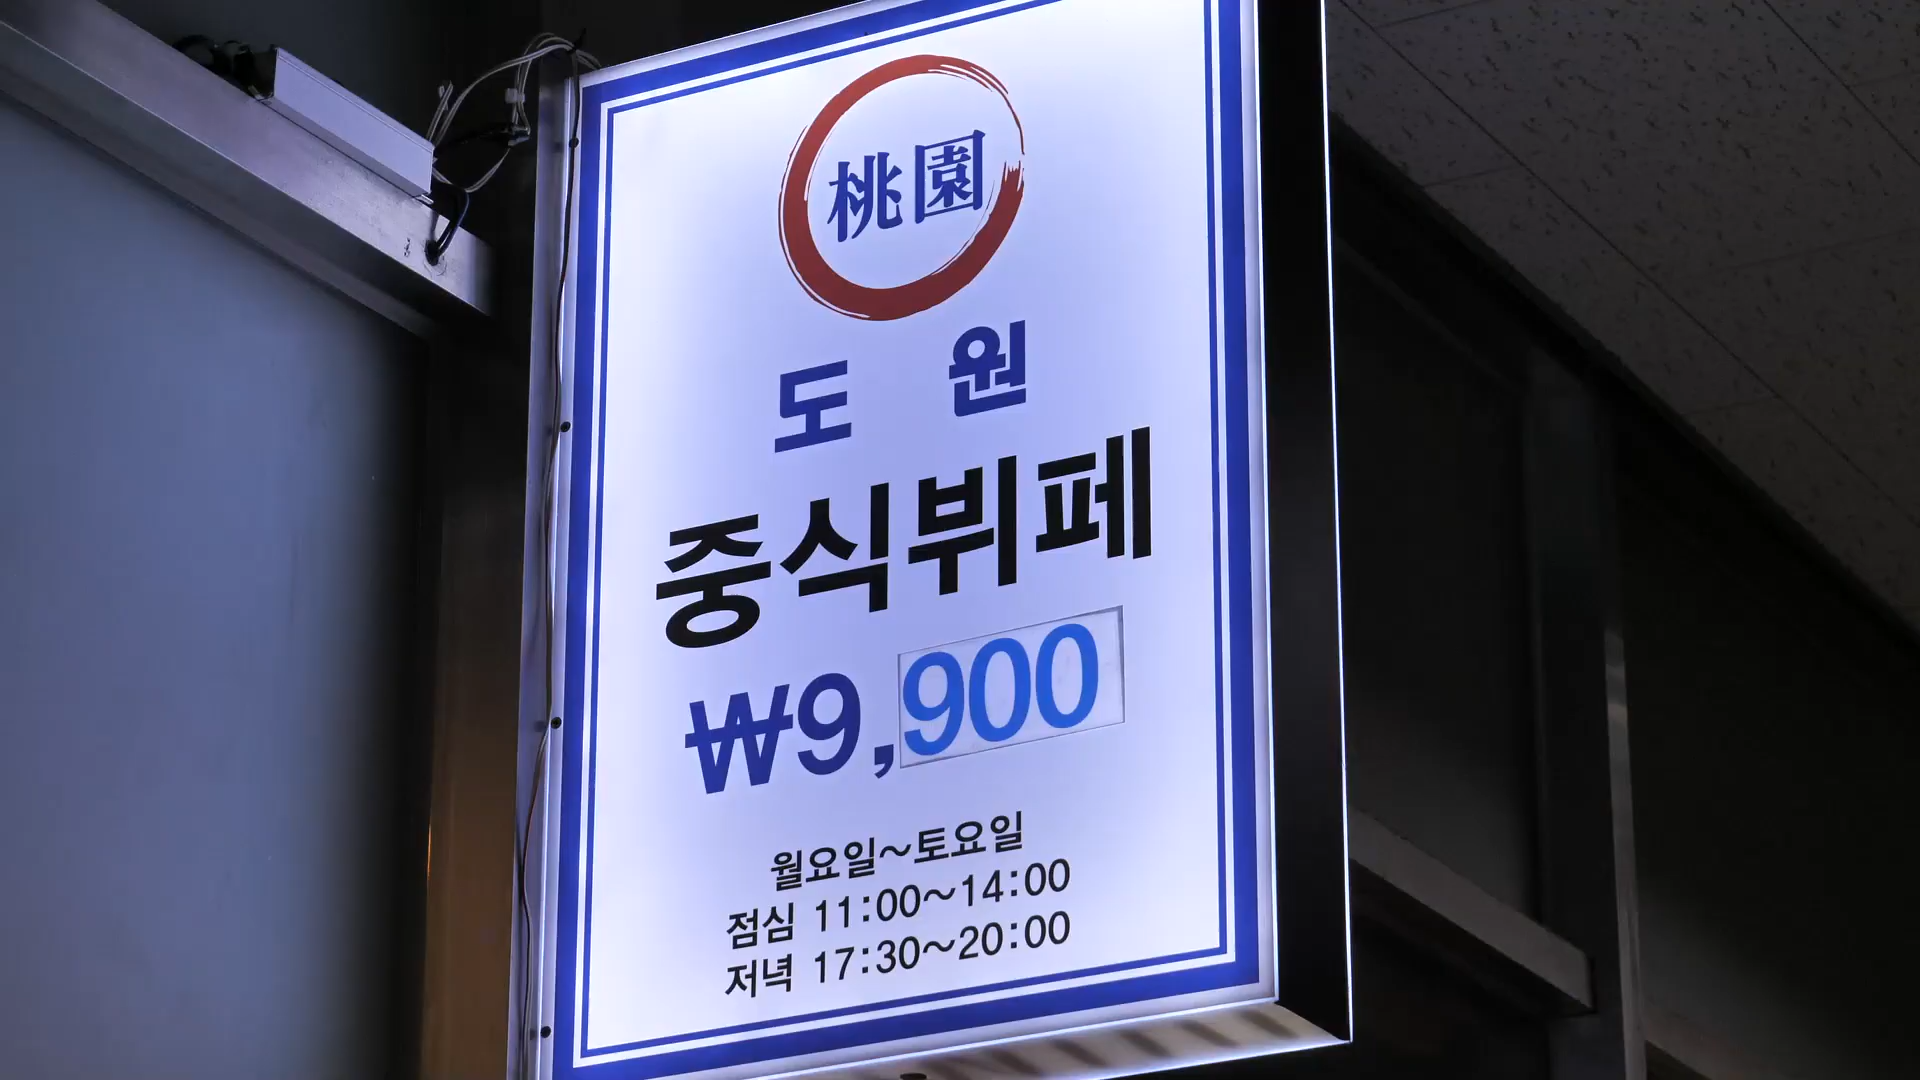 桃園
도 원
중식뷔페
₩9,900
월요일~토요일
점심 11:00~14:00
저녁 17:30~20:00